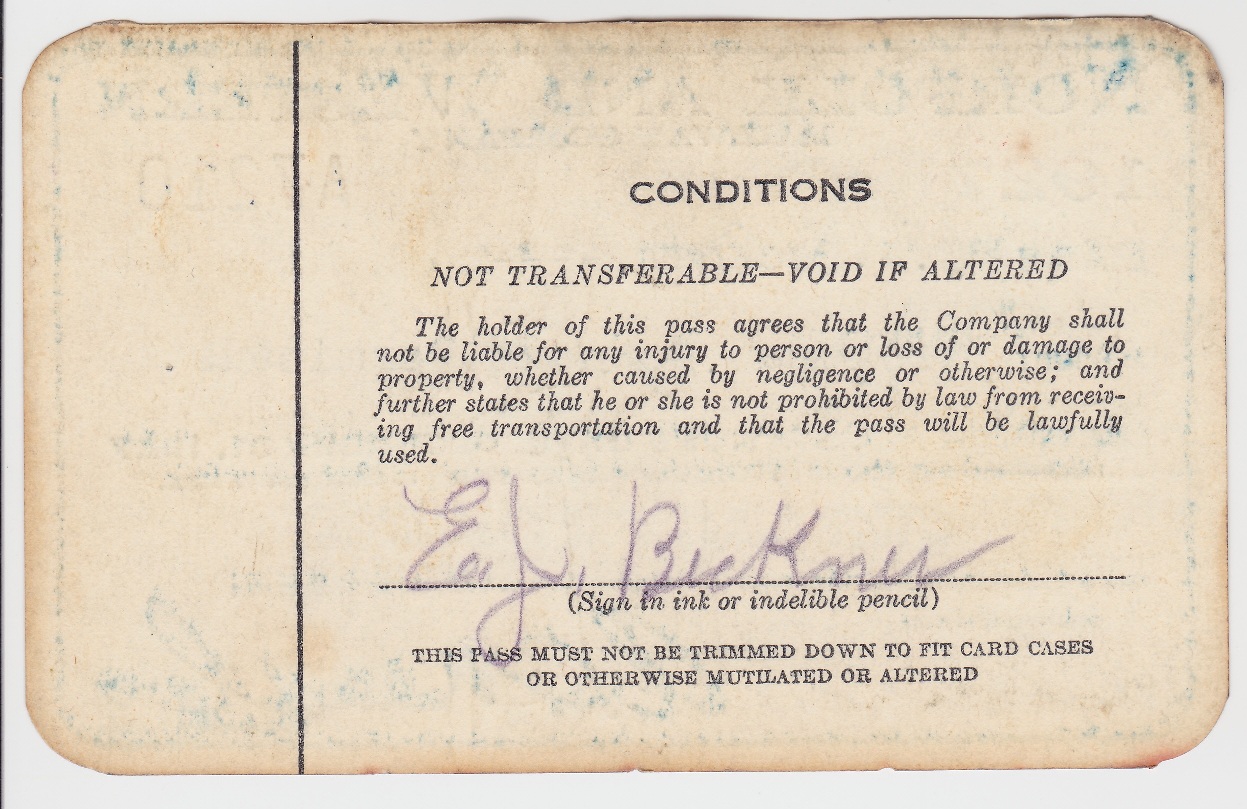 CONDITIONS
NOT TRANSFERABLE—VOID IF ALTERED
The holder of this pass agrees that the Company shall
not be liable for any injury to person or loss of or damage to
property, whether caused by negligence or otherwise; and
further states that he or she is not prohibited by law from receiv-
ing free transportation and that the pass will be lawfully
used.
E. J. Beckner
(Sign in ink or indelible pencil)
THIS PASS MUST NOT BE TRIMMED DOWN TO FIT CARD CASES
OR OTHERWISE MUTILATED OR ALTERED